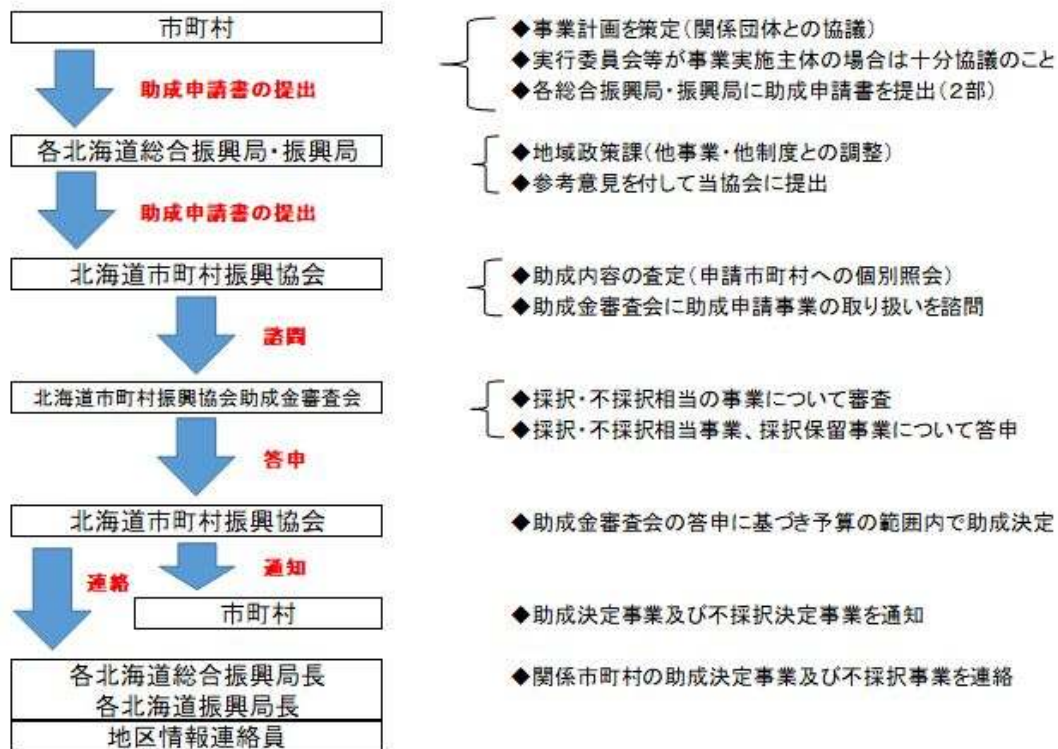 市町村
◆事業計画を策定(関係団体との協議)
◆実行委員会等が事業実施主体の場合は十分協議のこと
◆各総合振興局・振興局に助成申請書を提出(2部)
助成申請書の提出
各北海道総合振興局・振興局
◆地域政策課(他事業・他制度との調整)
◆参考意見を付して当協会に提出
助成申請書の提出
北海道市町村振興協会
◆助成内容の査定(申請市町村への個別照会)
◆助成金審査会に助成申請事業の取り扱いを諮問
諮問
北海道市町村振興協会助成金審査会
◆採択・不採択相当の事業について審査
◆採択・不採択相当事業、採択保留事業について答申
答申
北海道市町村振興協会
◆助成金審査会の答申に基づき予算の範囲内で助成決定
連絡
通知
市町村
◆助成決定事業及び不採択決定事業を通知
各北海道総合振興局長
各北海道振興局長
◆関係市町村の助成決定事業及び不採択事業を連絡
地区情報連絡員